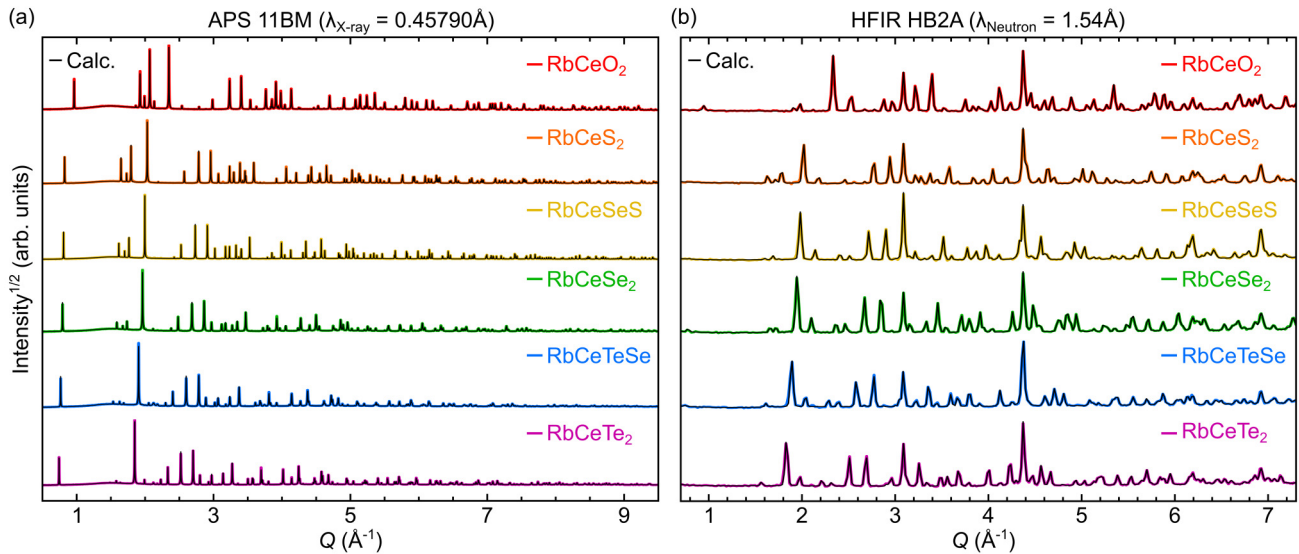 (a) APS 11BM (λX-ray = 0.45790Å)
Calc.
RbCeO₂
RbCeS₂
RbCeSeS
RbCeSe₂
RbCeTeSe
RbCeTe₂
Intensity¹/² (arb. units)
1 3 5 7 9
Q (Å⁻¹)
(b) HFIR HB2A (λNeutron = 1.54Å)
Calc.
RbCeO₂
RbCeS₂
RbCeSeS
RbCeSe₂
RbCeTeSe
RbCeTe₂
1 2 3 4 5 6 7
Q (Å⁻¹)